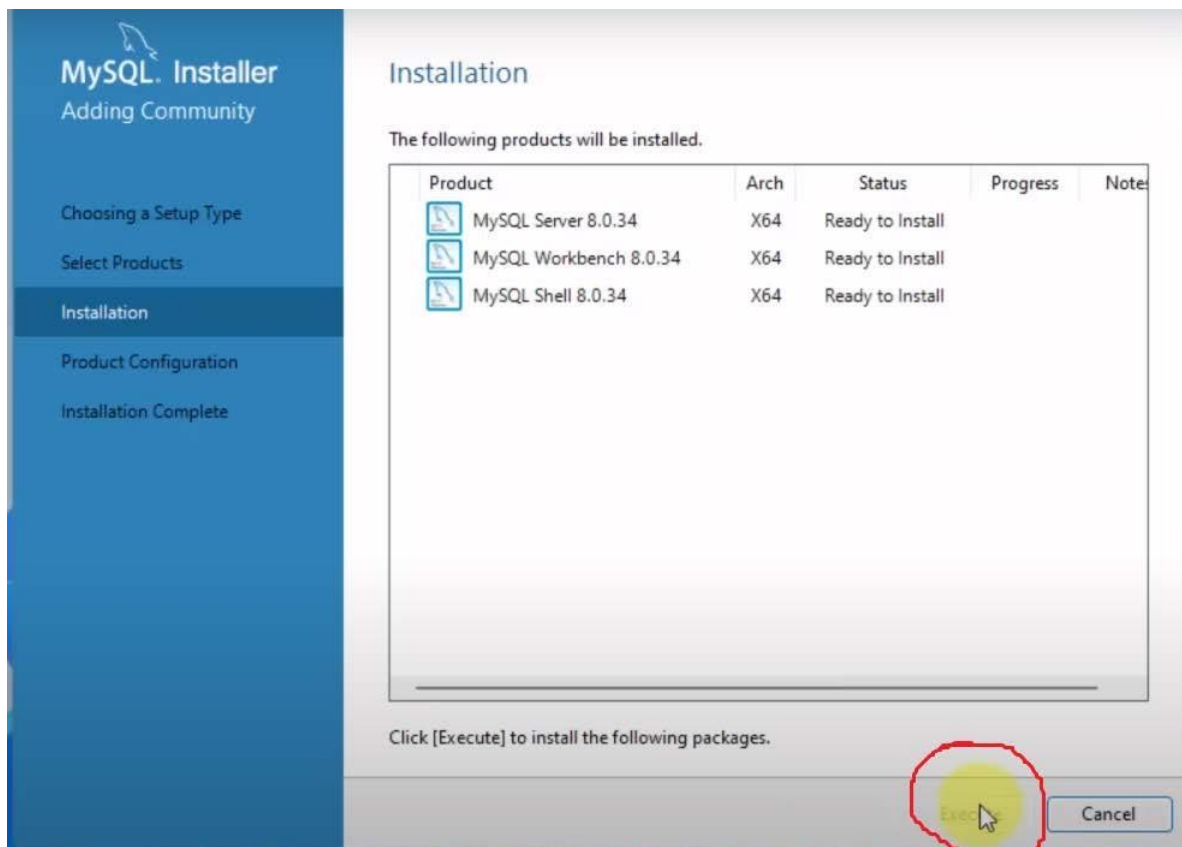 MySQL. Installer
Adding Community
Choosing a Setup Type
Select Products
Installation
Product Configuration
Installation Complete
Installation
The following products will be installed.
Product Arch Status Progress Notes
MySQL Server 8.0.34 X64 Ready to Install
MySQL Workbench 8.0.34 X64 Ready to Install
MySQL Shell 8.0.34 X64 Ready to Install
Click [Execute] to install the following packages.
Execute Cancel